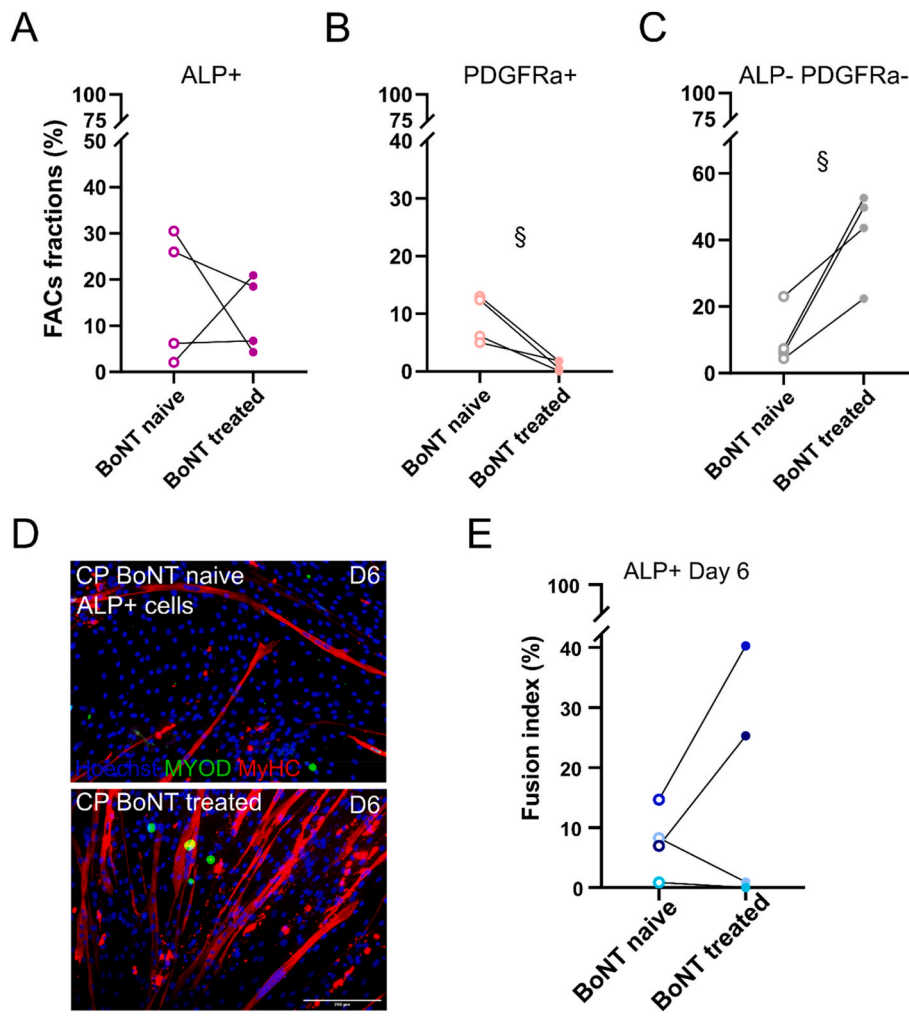 A
ALP+
FACs fractions (%)
100
75
50
40
30
20
10
0
BoNT naive
BoNT treated
B
PDGFRa+
100
75
40
30
20
10
0
§
BoNT naive
BoNT treated
C
ALP- PDGFRa-
100
75
60
40
20
0
§
BoNT naive
BoNT treated
D
CP BoNT naive D6
ALP+ cells
Hoechst MYOD MyHC
CP BoNT treated D6
200 µm
E
ALP+ Day 6
Fusion index (%)
100
40
30
20
10
0
BoNT naive
BoNT treated